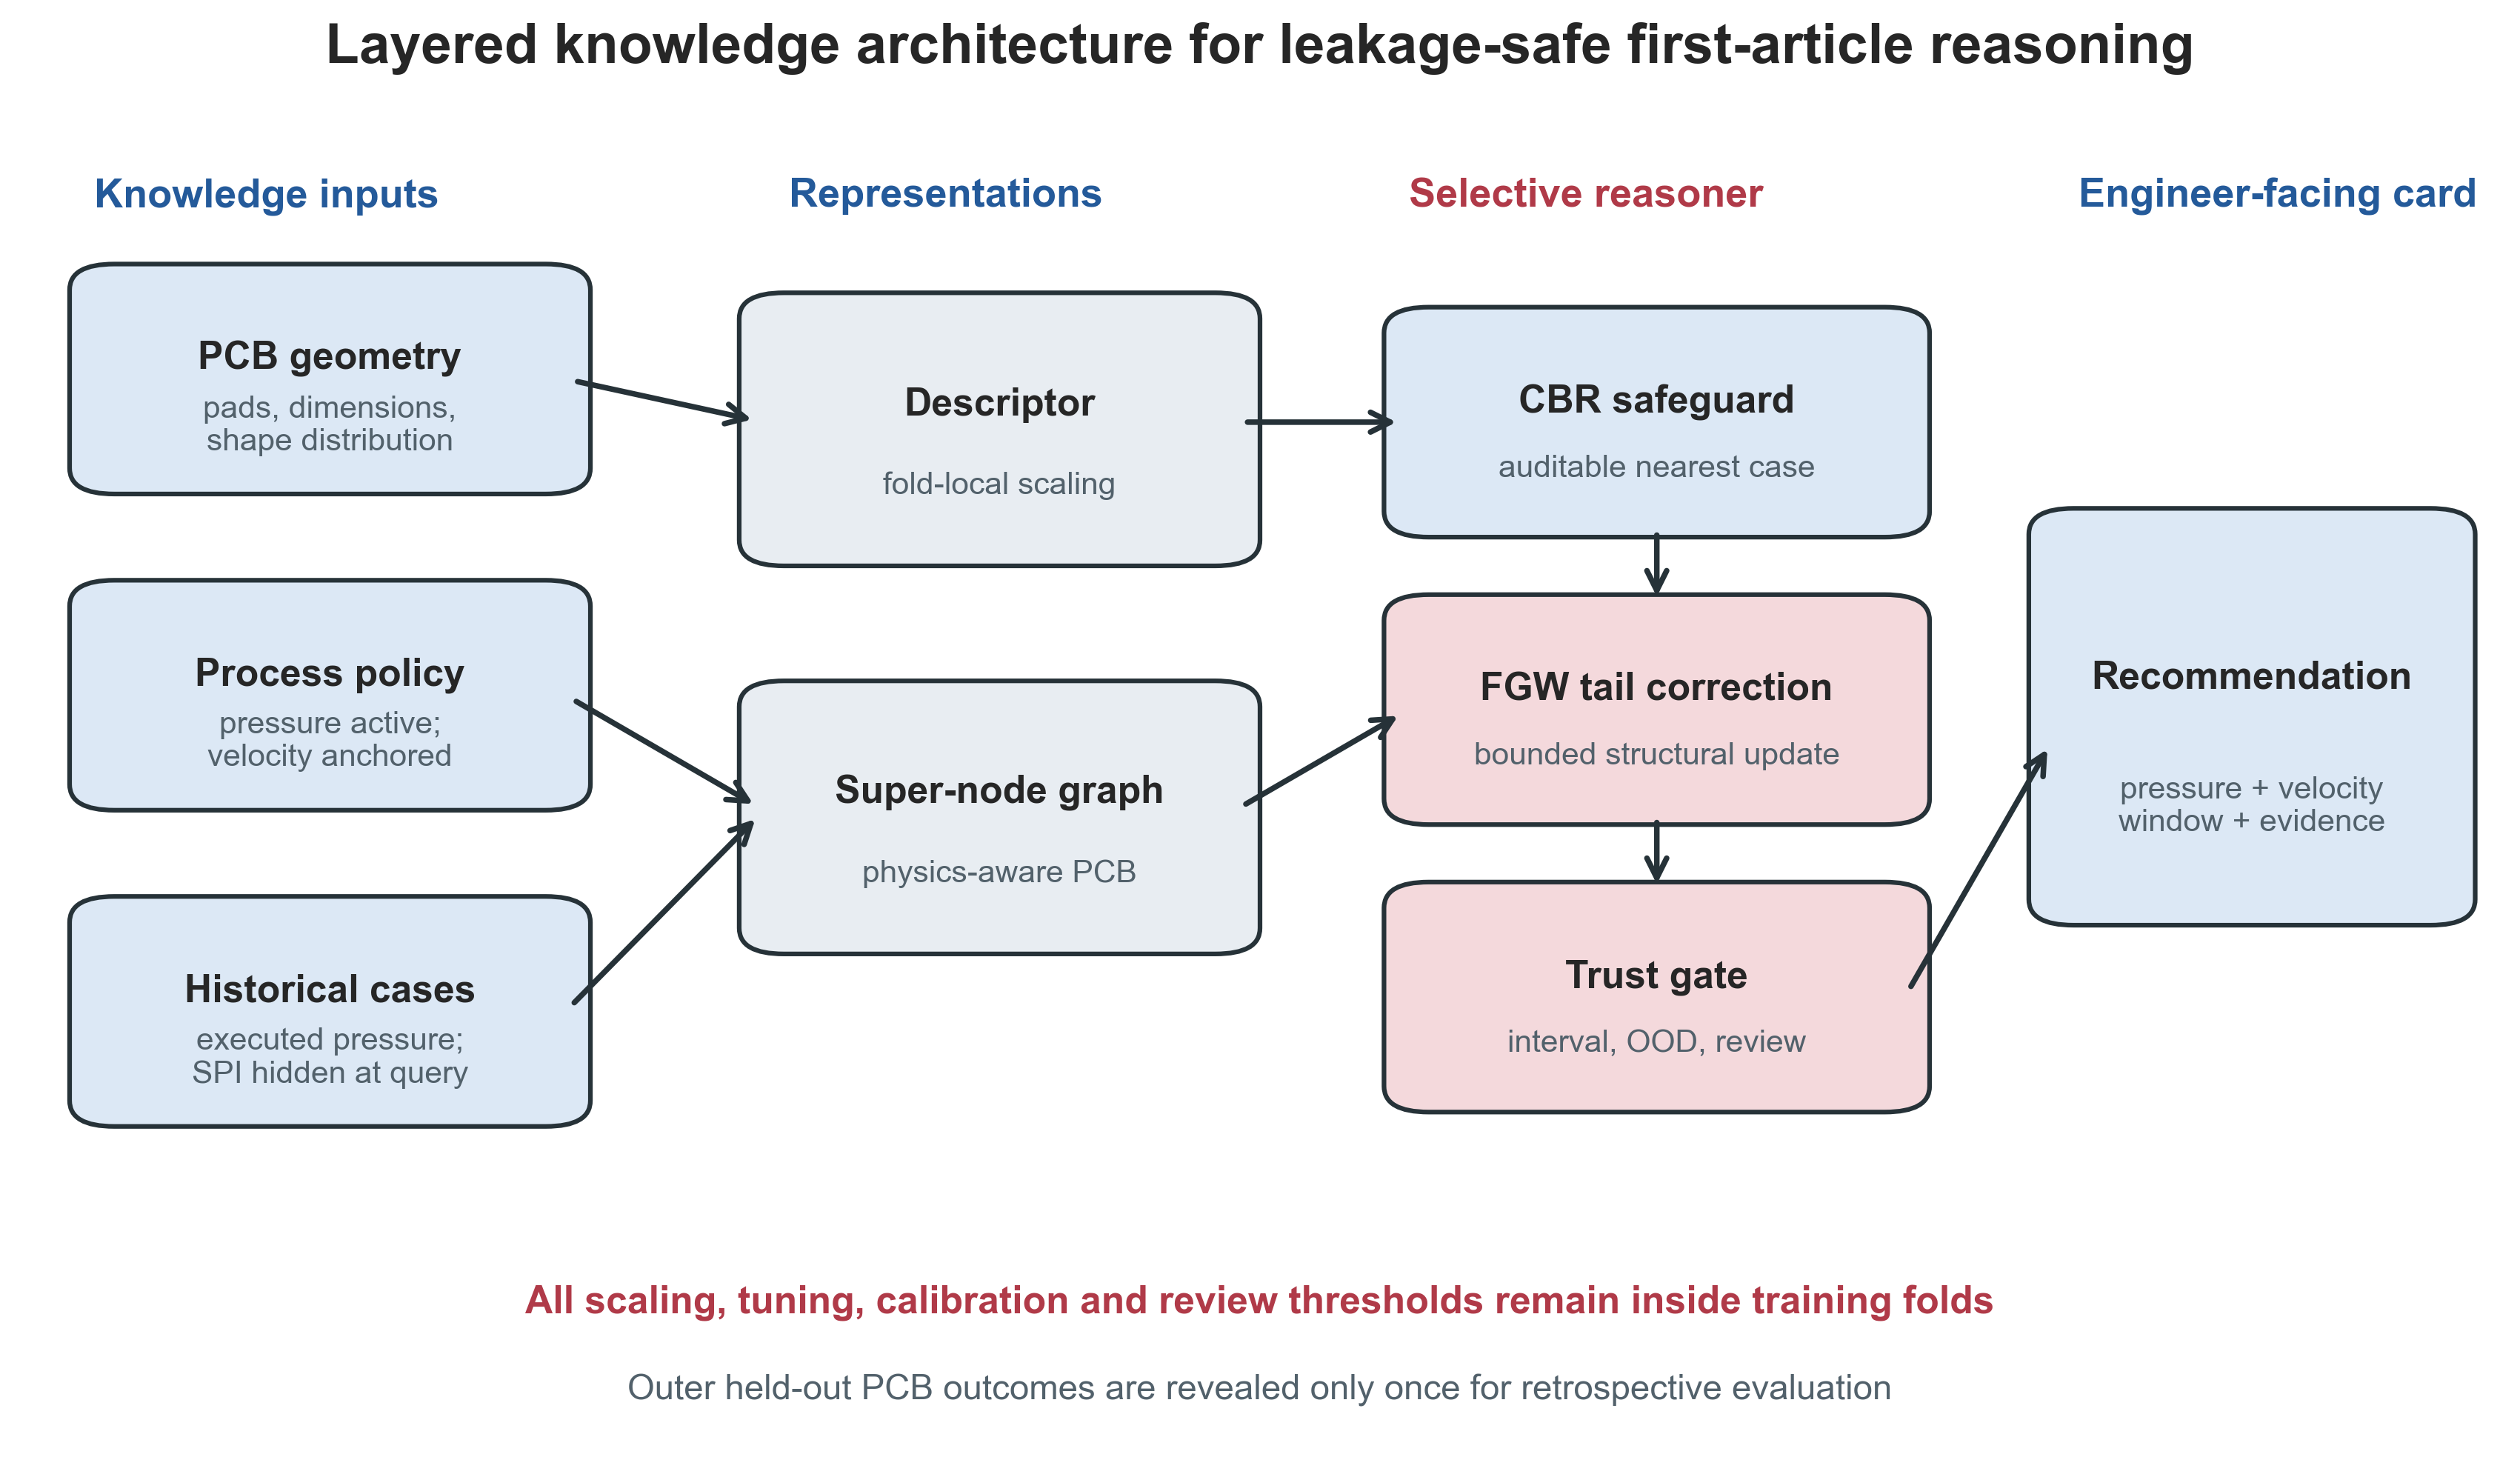 Layered knowledge architecture for leakage-safe first-article reasoning
Knowledge inputs
PCB geometry
pads, dimensions,
shape distribution
Process policy
pressure active;
velocity anchored
Historical cases
executed pressure;
SPI hidden at query
Representations
Descriptor
fold-local scaling
Super-node graph
physics-aware PCB
Selective reasoner
CBR safeguard
auditable nearest case
FGW tail correction
bounded structural update
Trust gate
interval, OOD, review
Engineer-facing card
Recommendation
pressure + velocity
window + evidence
All scaling, tuning, calibration and review thresholds remain inside training folds
Outer held-out PCB outcomes are revealed only once for retrospective evaluation